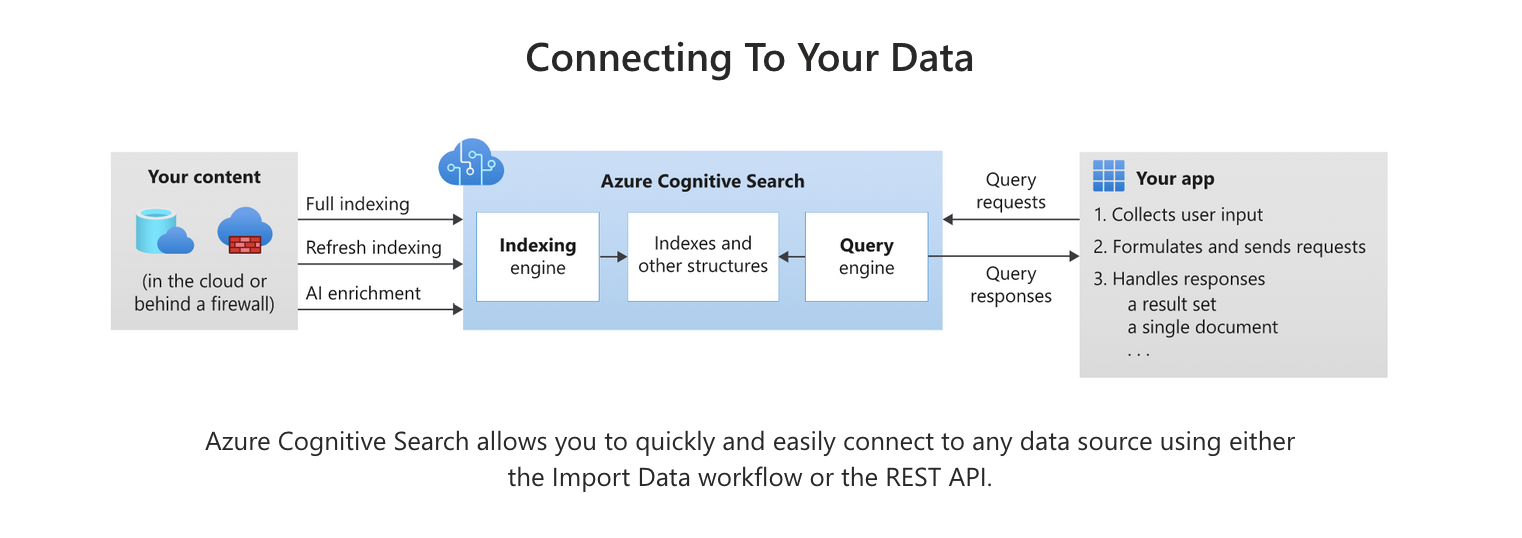 Connecting To Your Data
Your content
(in the cloud or
behind a firewall)
Full indexing
Refresh indexing
AI enrichment
Azure Cognitive Search
Indexing
engine
Indexes and
other structures
Query
engine
Query
requests
Query
responses
Your app
1. Collects user input
2. Formulates and sends requests
3. Handles responses
a result set
a single document
. . .
Azure Cognitive Search allows you to quickly and easily connect to any data source using either
the Import Data workflow or the REST API.